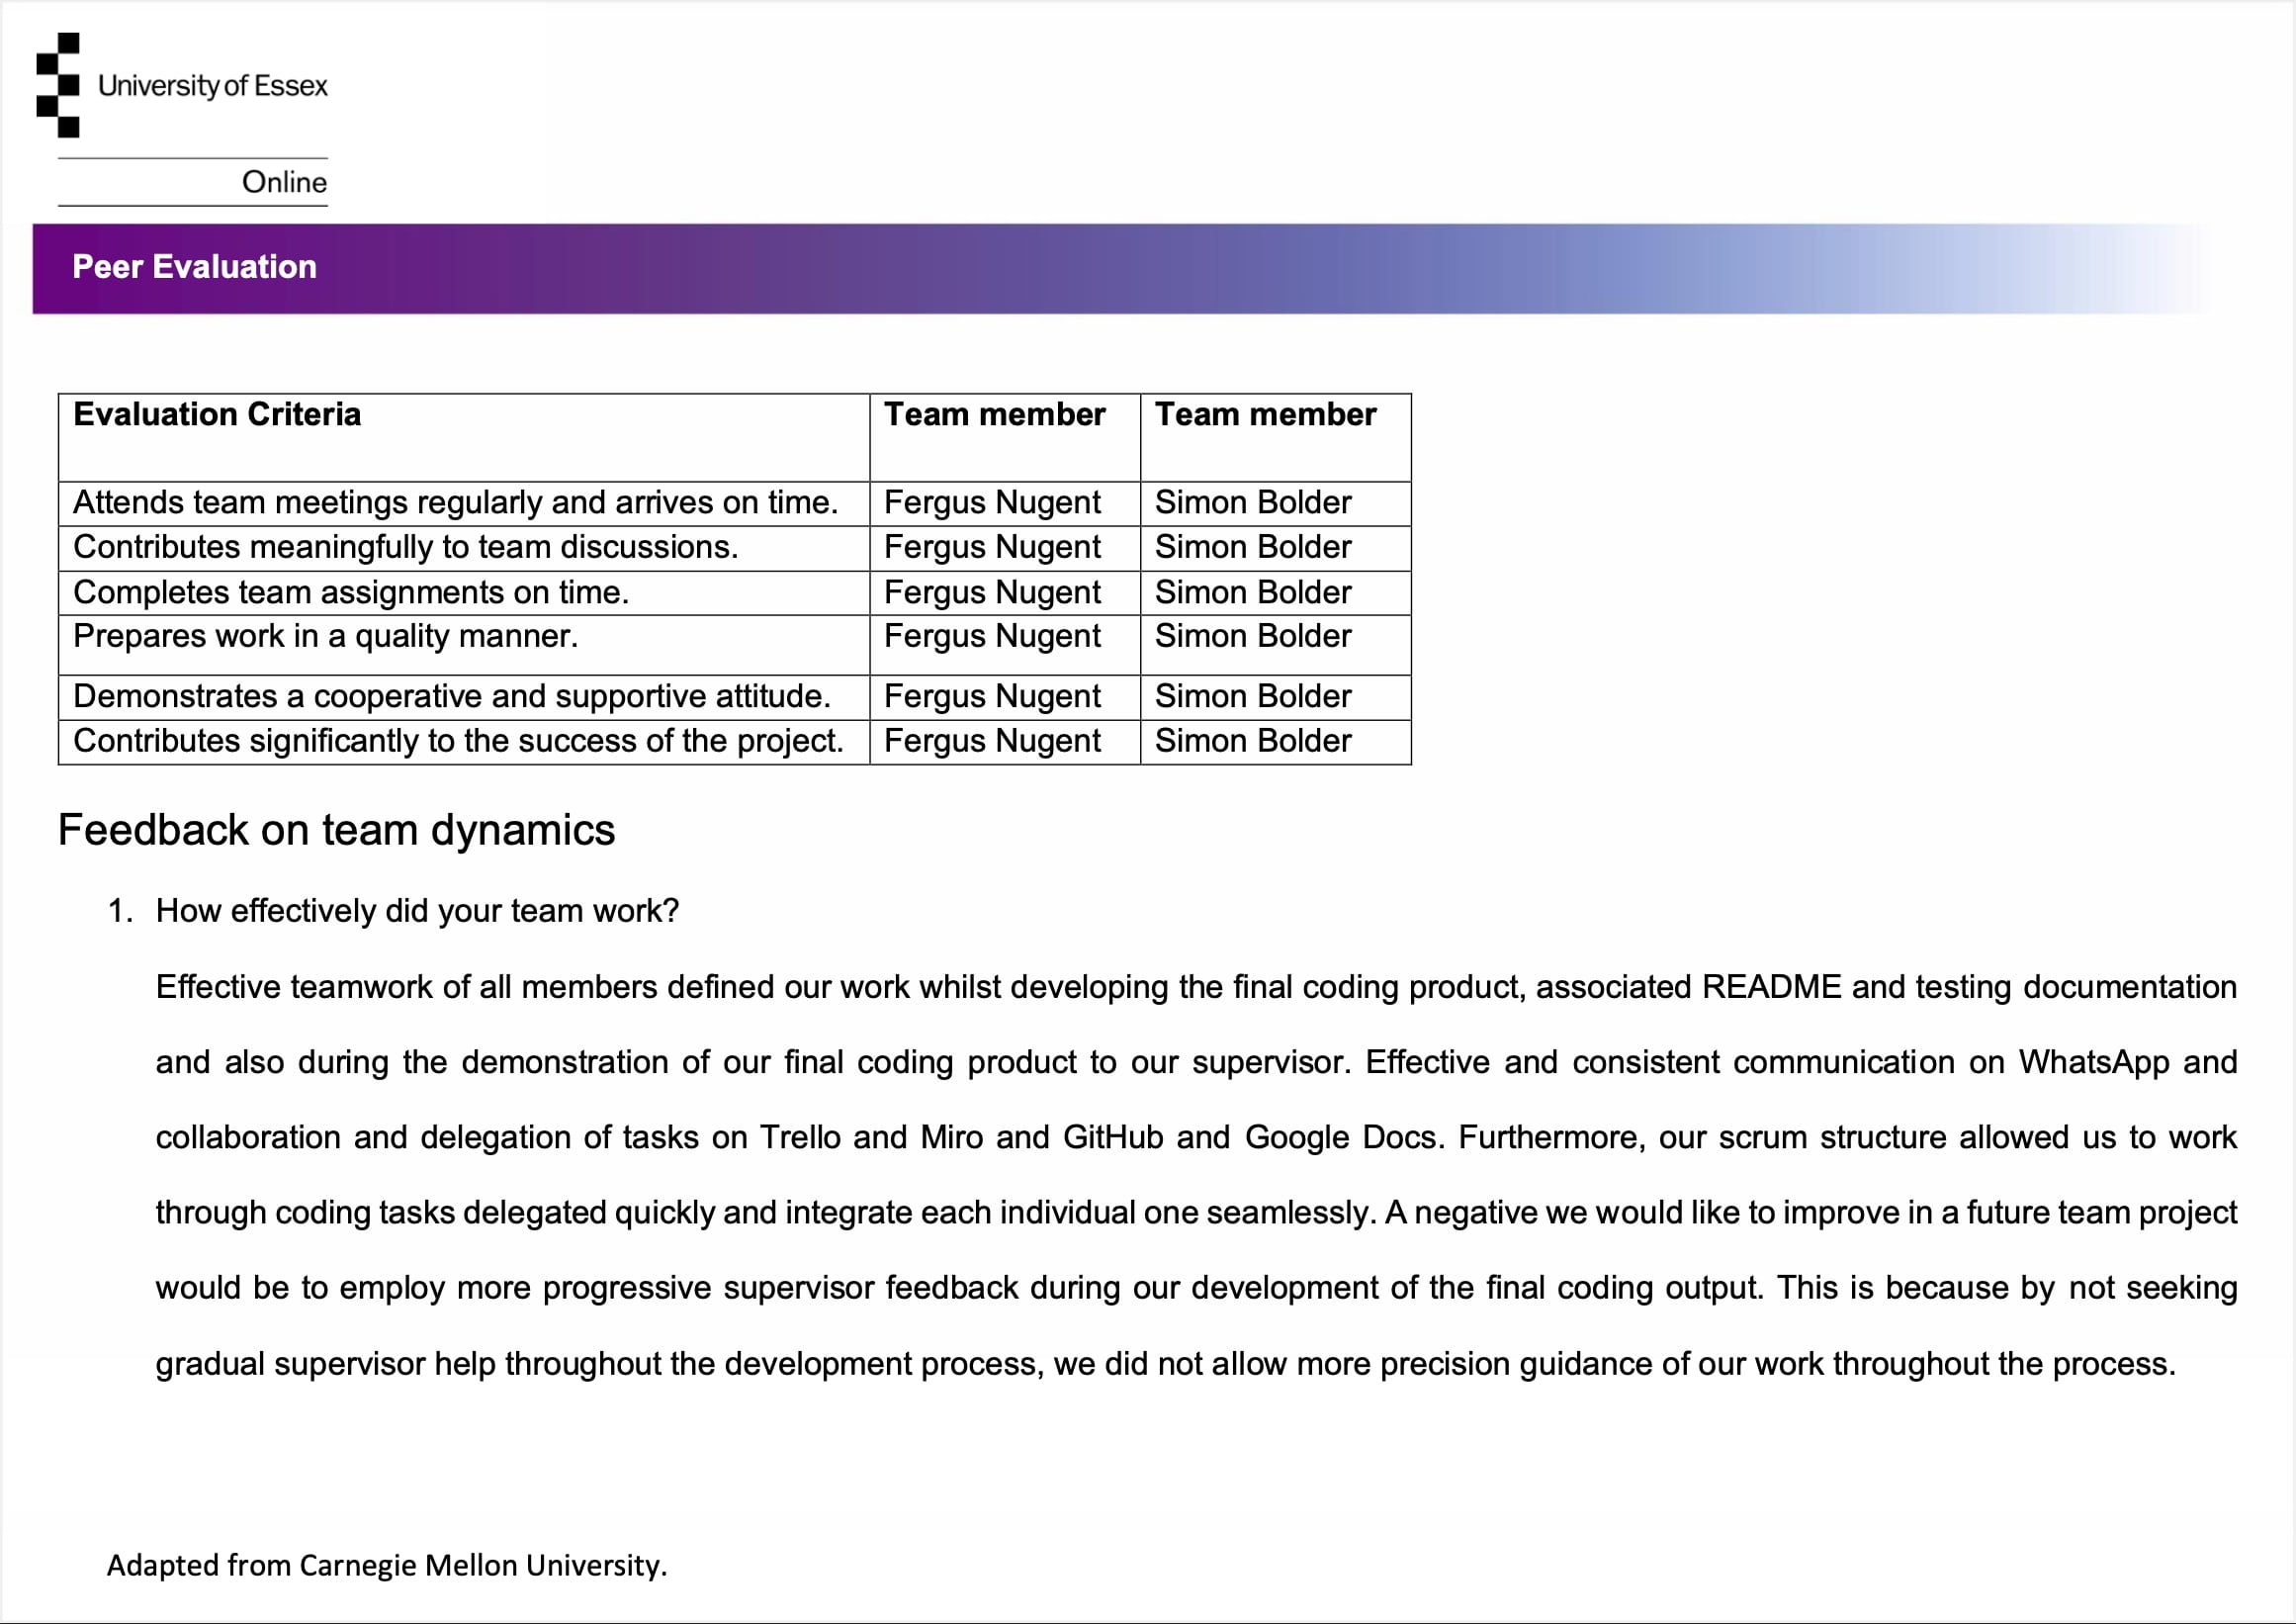 University of Essex
Online
Peer Evaluation
Evaluation Criteria Team member Team member
Attends team meetings regularly and arrives on time. Fergus Nugent Simon Bolder
Contributes meaningfully to team discussions. Fergus Nugent Simon Bolder
Completes team assignments on time. Fergus Nugent Simon Bolder
Prepares work in a quality manner. Fergus Nugent Simon Bolder
Demonstrates a cooperative and supportive attitude. Fergus Nugent Simon Bolder
Contributes significantly to the success of the project. Fergus Nugent Simon Bolder
Feedback on team dynamics
1. How effectively did your team work?
Effective teamwork of all members defined our work whilst developing the final coding product, associated README and testing documentation
and also during the demonstration of our final coding product to our supervisor. Effective and consistent communication on WhatsApp and
collaboration and delegation of tasks on Trello and Miro and GitHub and Google Docs. Furthermore, our scrum structure allowed us to work
through coding tasks delegated quickly and integrate each individual one seamlessly. A negative we would like to improve in a future team project
would be to employ more progressive supervisor feedback during our development of the final coding output. This is because by not seeking
gradual supervisor help throughout the development process, we did not allow more precision guidance of our work throughout the process.
Adapted from Carnegie Mellon University.